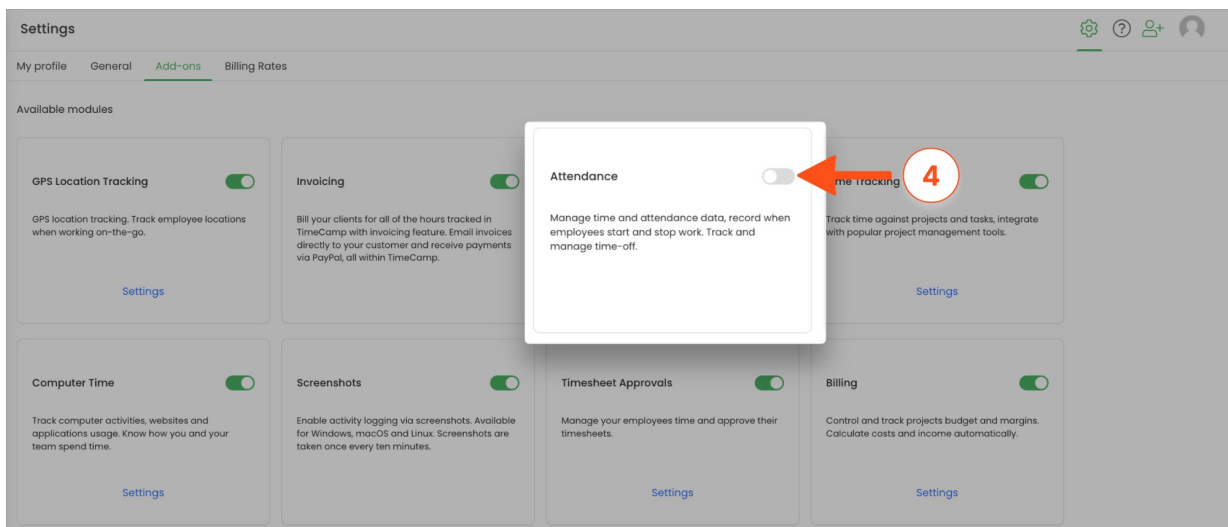 Settings
My profile General Add-ons Billing Rates
Available modules
GPS Location Tracking
GPS location tracking. Track employee locations
when working on-the-go.
Settings
Invoicing
Bill your clients for all of the hours tracked in
TimeCamp with invoicing feature. Email invoices
directly to your customer and receive payments
via PayPal, all within TimeCamp.
Attendance
Manage time and attendance data, record when
employees start and stop work. Track and
manage time-off.
4
me Tracking
Track time against projects and tasks, integrate
with popular project management tools.
Settings
Computer Time
Track computer activities, websites and
applications usage. Know how you and your
team spend time.
Settings
Screenshots
Enable activity logging via screenshots. Available
for Windows, macOS and Linux. Screenshots are
taken once every ten minutes.
Timesheet Approvals
Manage your employees time and approve their
timesheets.
Settings
Billing
Control and track projects budget and margins.
Calculate costs and income automatically.
Settings